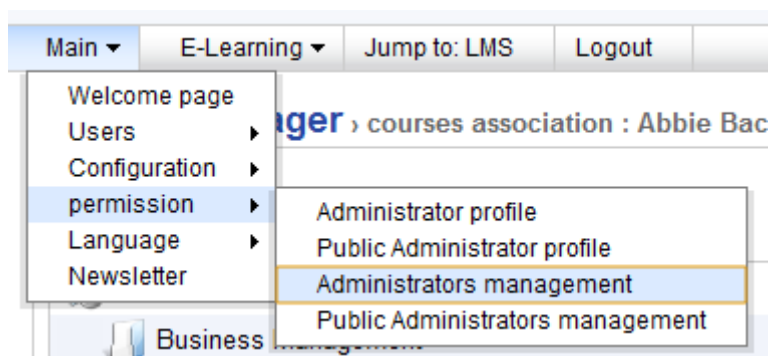 Main E-Learning Jump to: LMS Logout
Welcome page
Users
Configuration
permission
Language
Newsletter
ager › courses association : Abbie Bac
Administrator profile
Public Administrator profile
Administrators management
Public Administrators management
Business